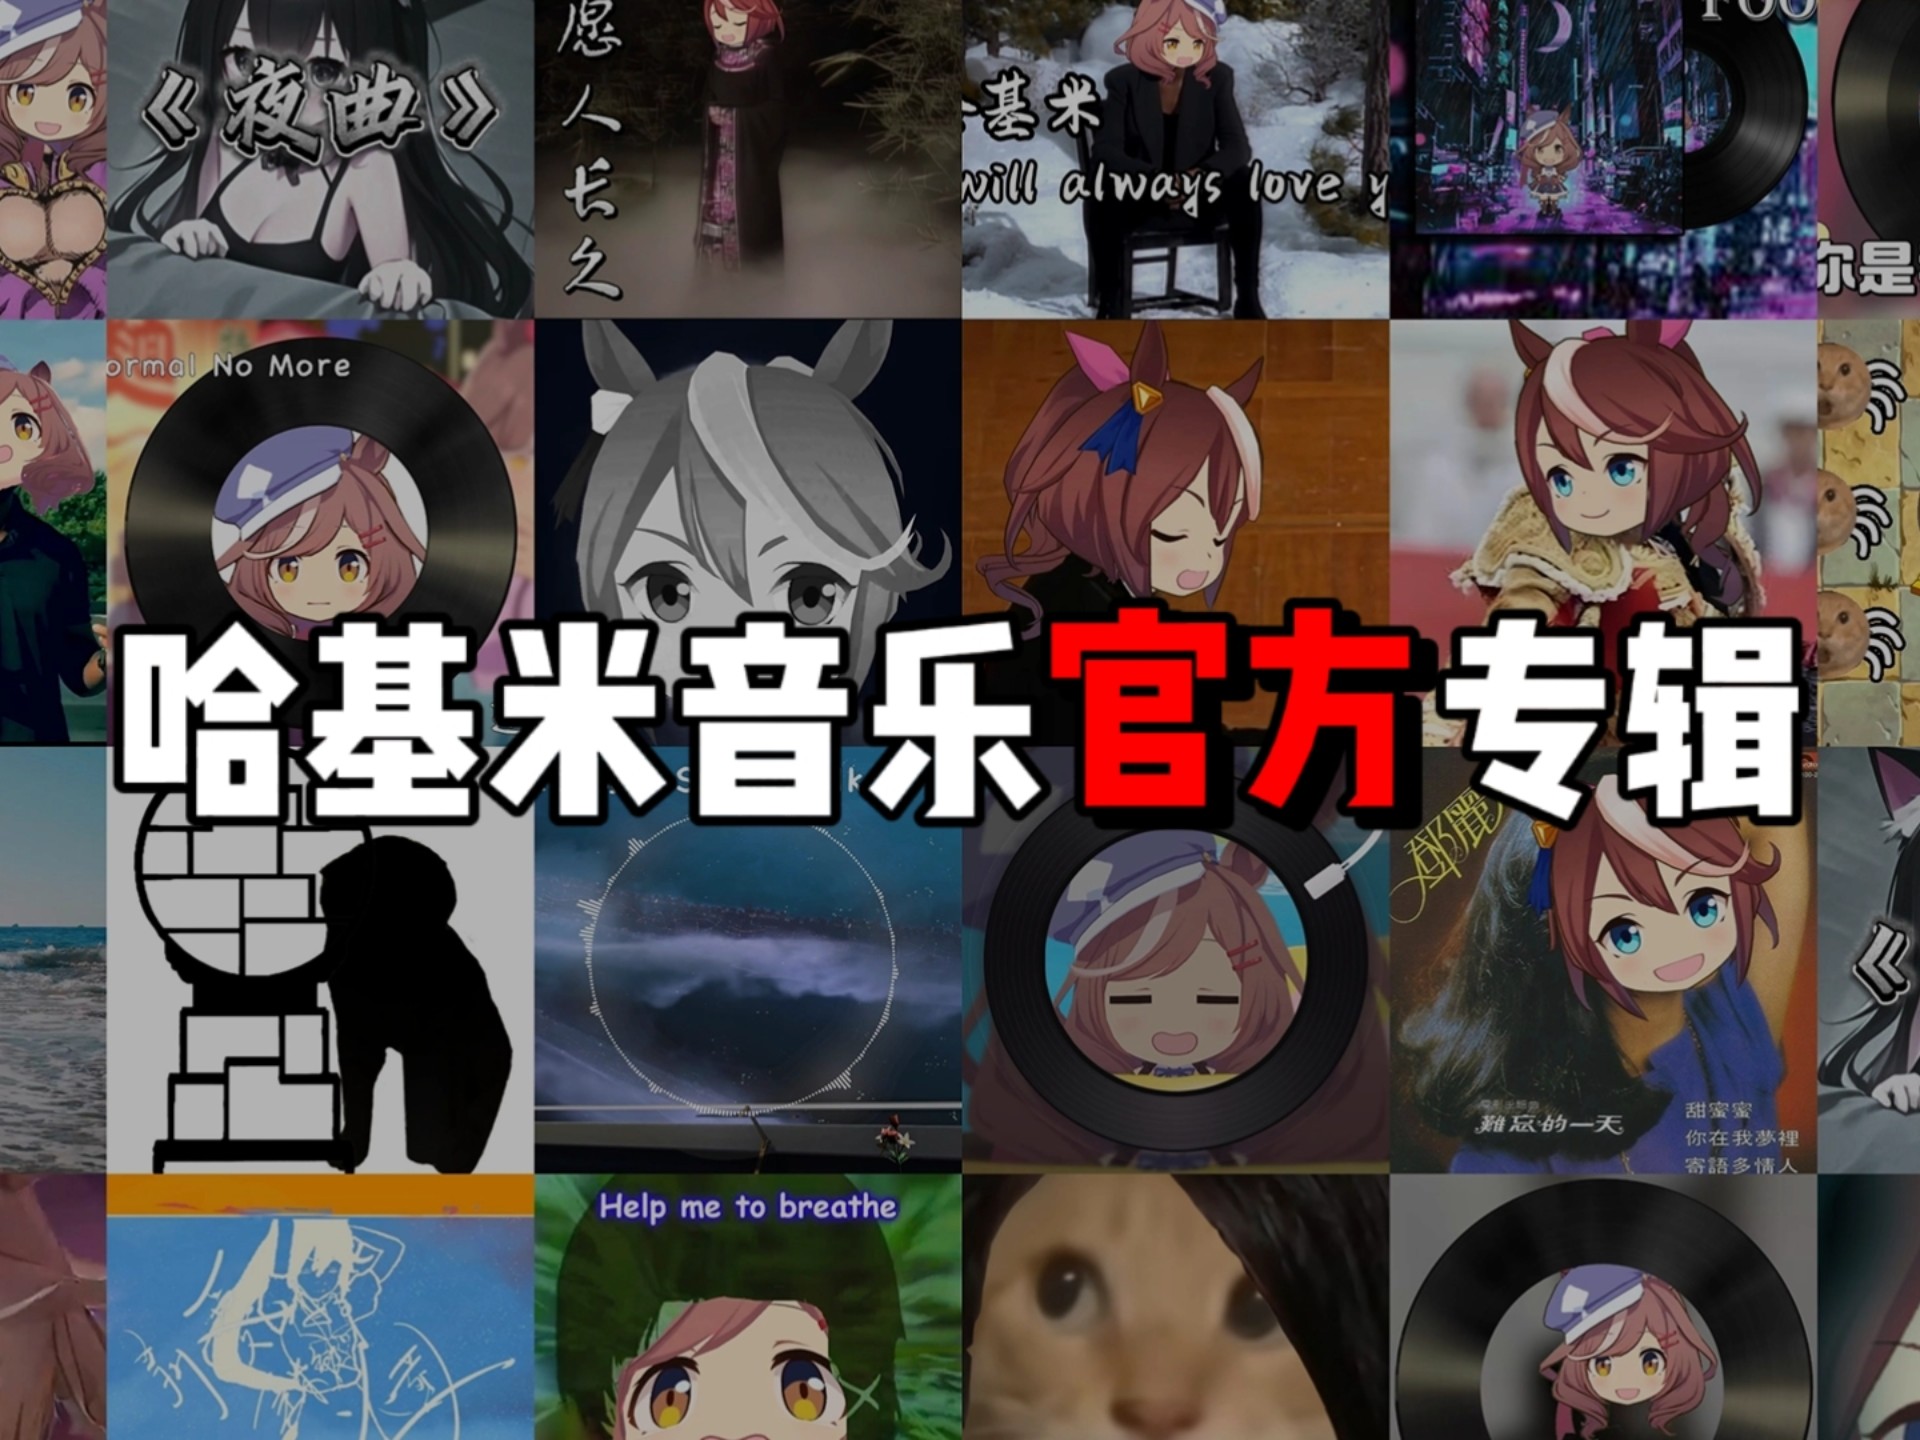 《夜曲》
愿人长久
基米
will always love y
FOO
你是
ormal No More
哈基米音乐官方专辑
鄧麗
難忘的一天
甜蜜蜜
你在我夢裡
寄語多情人
《
Help me to breathe